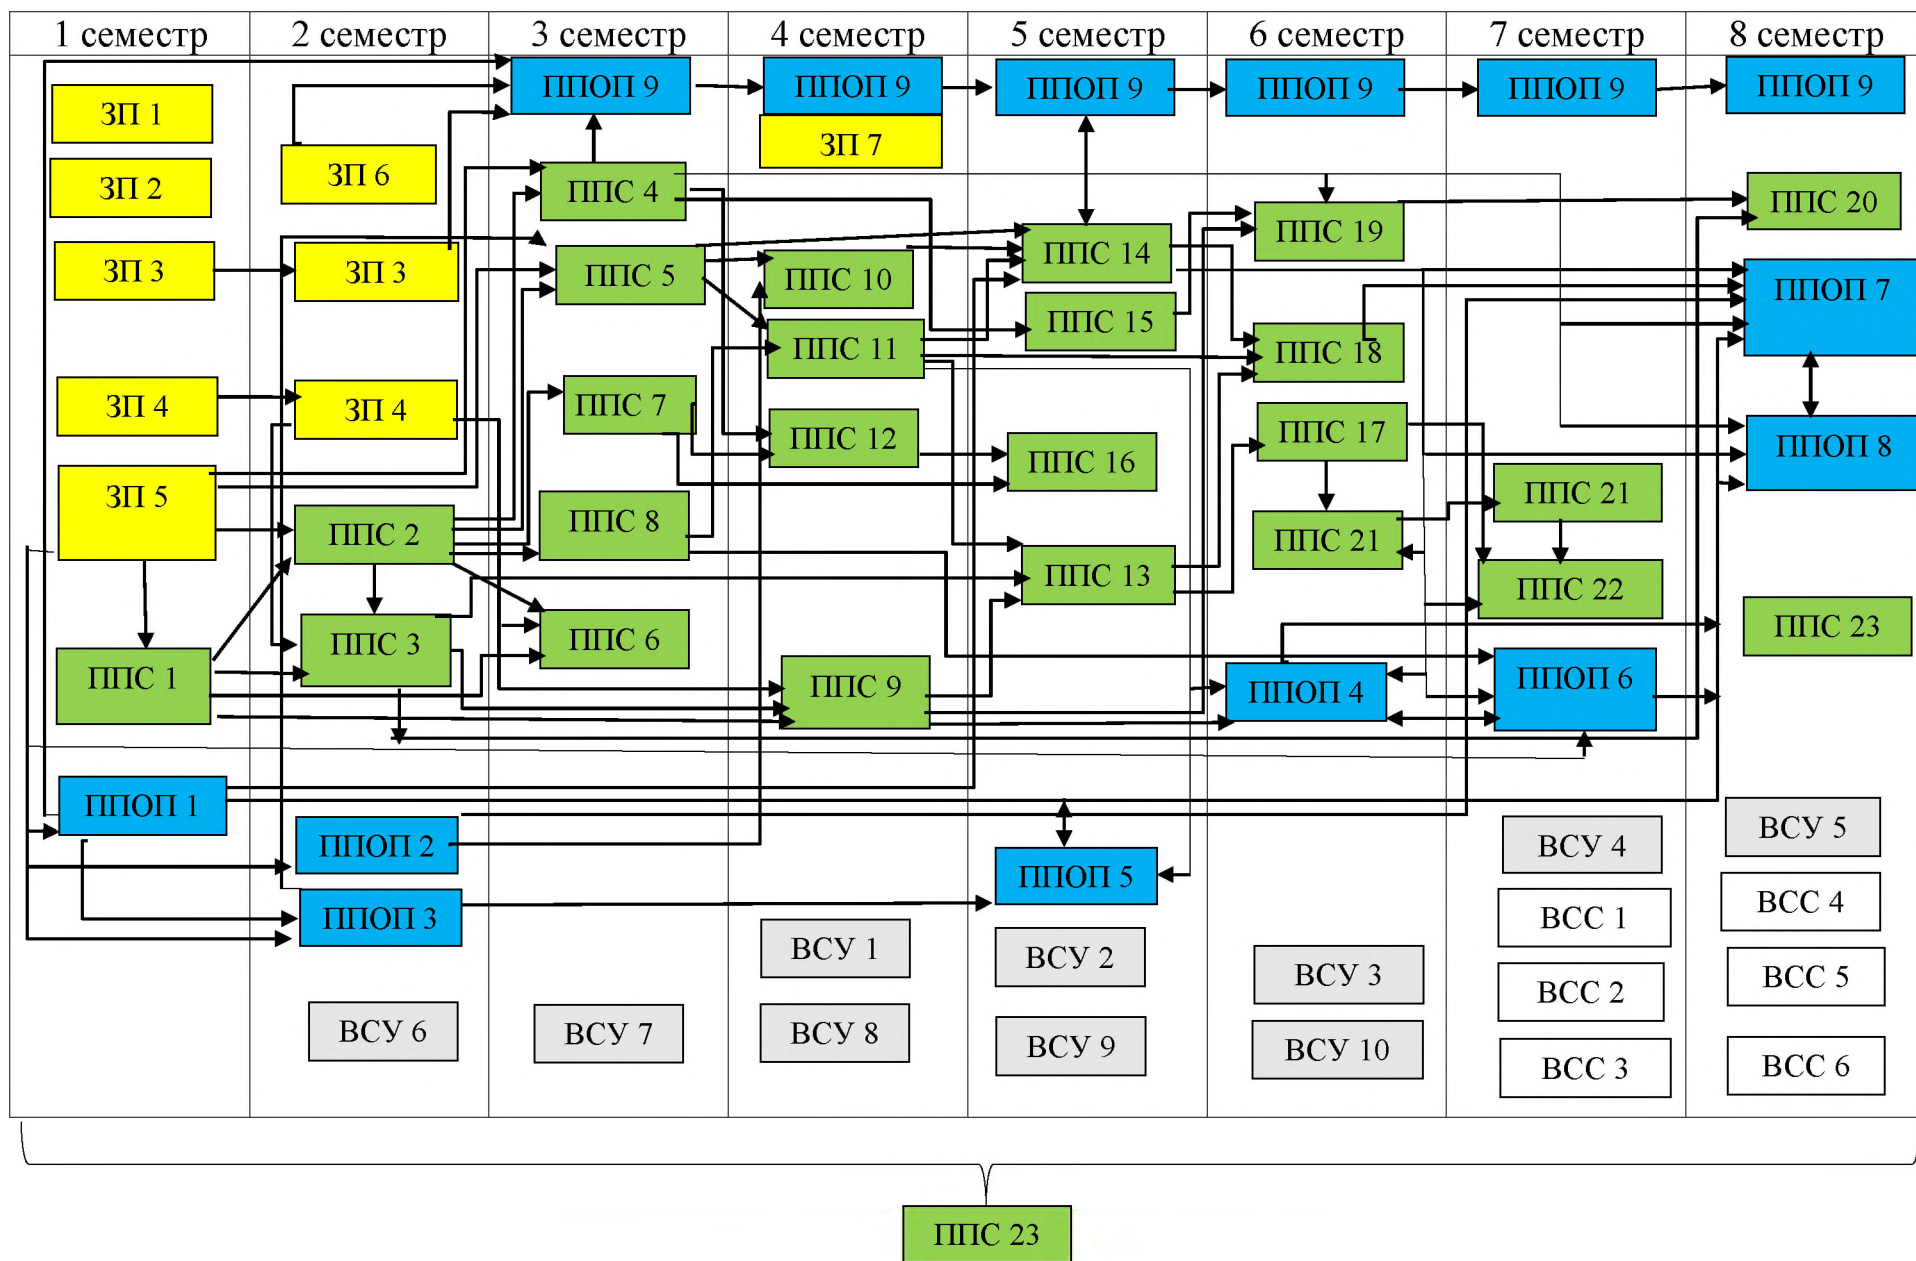 1 семестр
2 семестр
3 семестр
4 семестр
5 семестр
6 семестр
7 семестр
8 семестр
ЗП 1
ЗП 2
ЗП 3
ЗП 4
ЗП 5
ППС 1
ППОП 1
ЗП 6
ЗП 3
ЗП 4
ППС 2
ППС 3
ППОП 2
ППОП 3
ВСУ 6
ППОП 9
ППС 4
ППС 5
ППС 7
ППС 8
ППС 6
ВСУ 7
ППОП 9
ЗП 7
ППС 10
ППС 11
ППС 12
ППС 9
ВСУ 1
ВСУ 8
ППОП 9
ППС 14
ППС 15
ППС 16
ППС 13
ППОП 5
ВСУ 2
ВСУ 9
ППОП 9
ППС 19
ППС 18
ППС 17
ППС 21
ППОП 4
ВСУ 3
ВСУ 10
ППОП 9
ППС 21
ППС 22
ППОП 6
ВСУ 4
ВСС 1
ВСС 2
ВСС 3
ППОП 9
ППС 20
ППОП 7
ППОП 8
ППС 23
ВСУ 5
ВСС 4
ВСС 5
ВСС 6
ППС 23